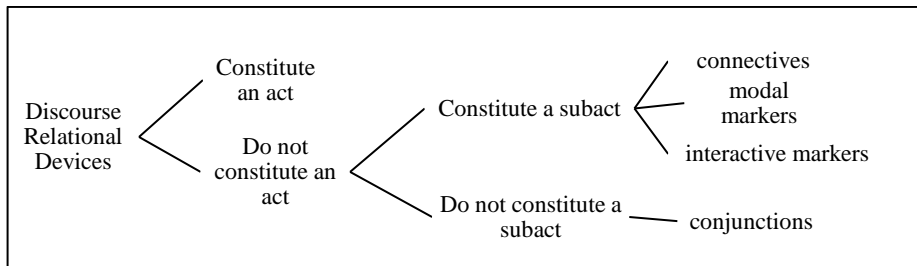 Discourse
Relational
Devices
Constitute
an act
Do not
constitute an
act
Constitute a subact
Do not constitute a
subact
connectives
modal
markers
interactive markers
conjunctions